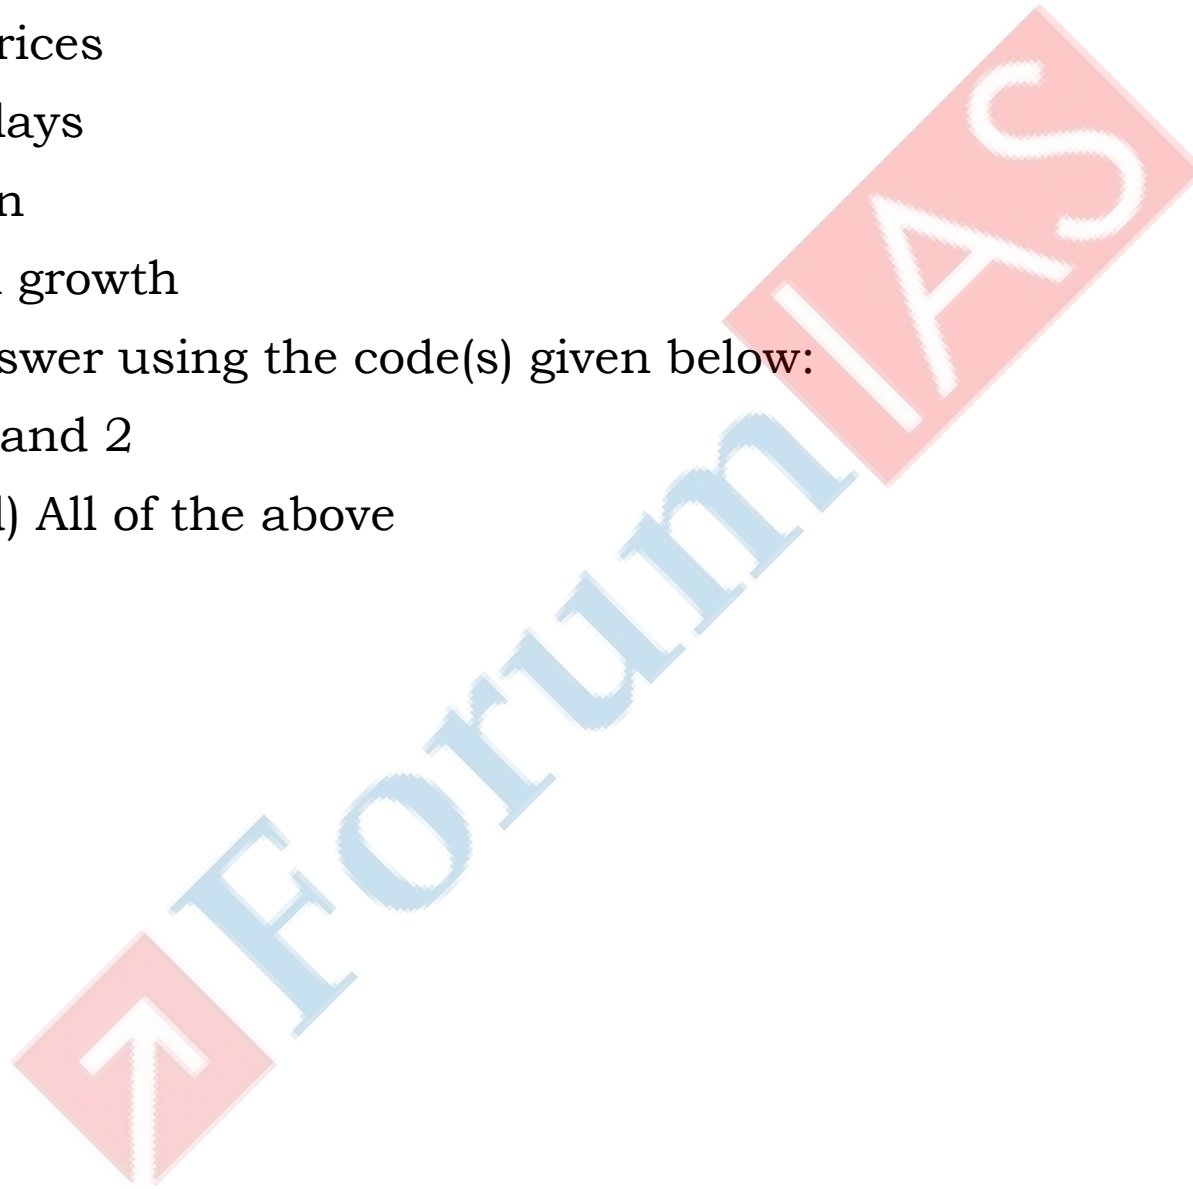 rices
lays
n
growth
swer using the code(s) given below:
and 2
) All of the above
ForumIAS